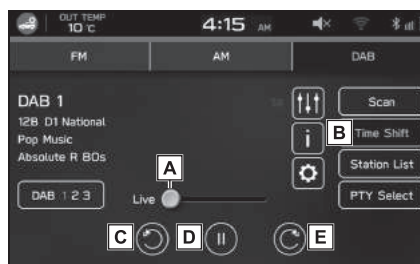 OUT TEMP
10 °C
4:15 AM
FM AM DAB
DAB 1
12B D1 National
Pop Music
Absolute R 80s
DAB 1 2 3
Live
A
i
B
Scan
Time Shift
Station List
PTY Select
C
D
E